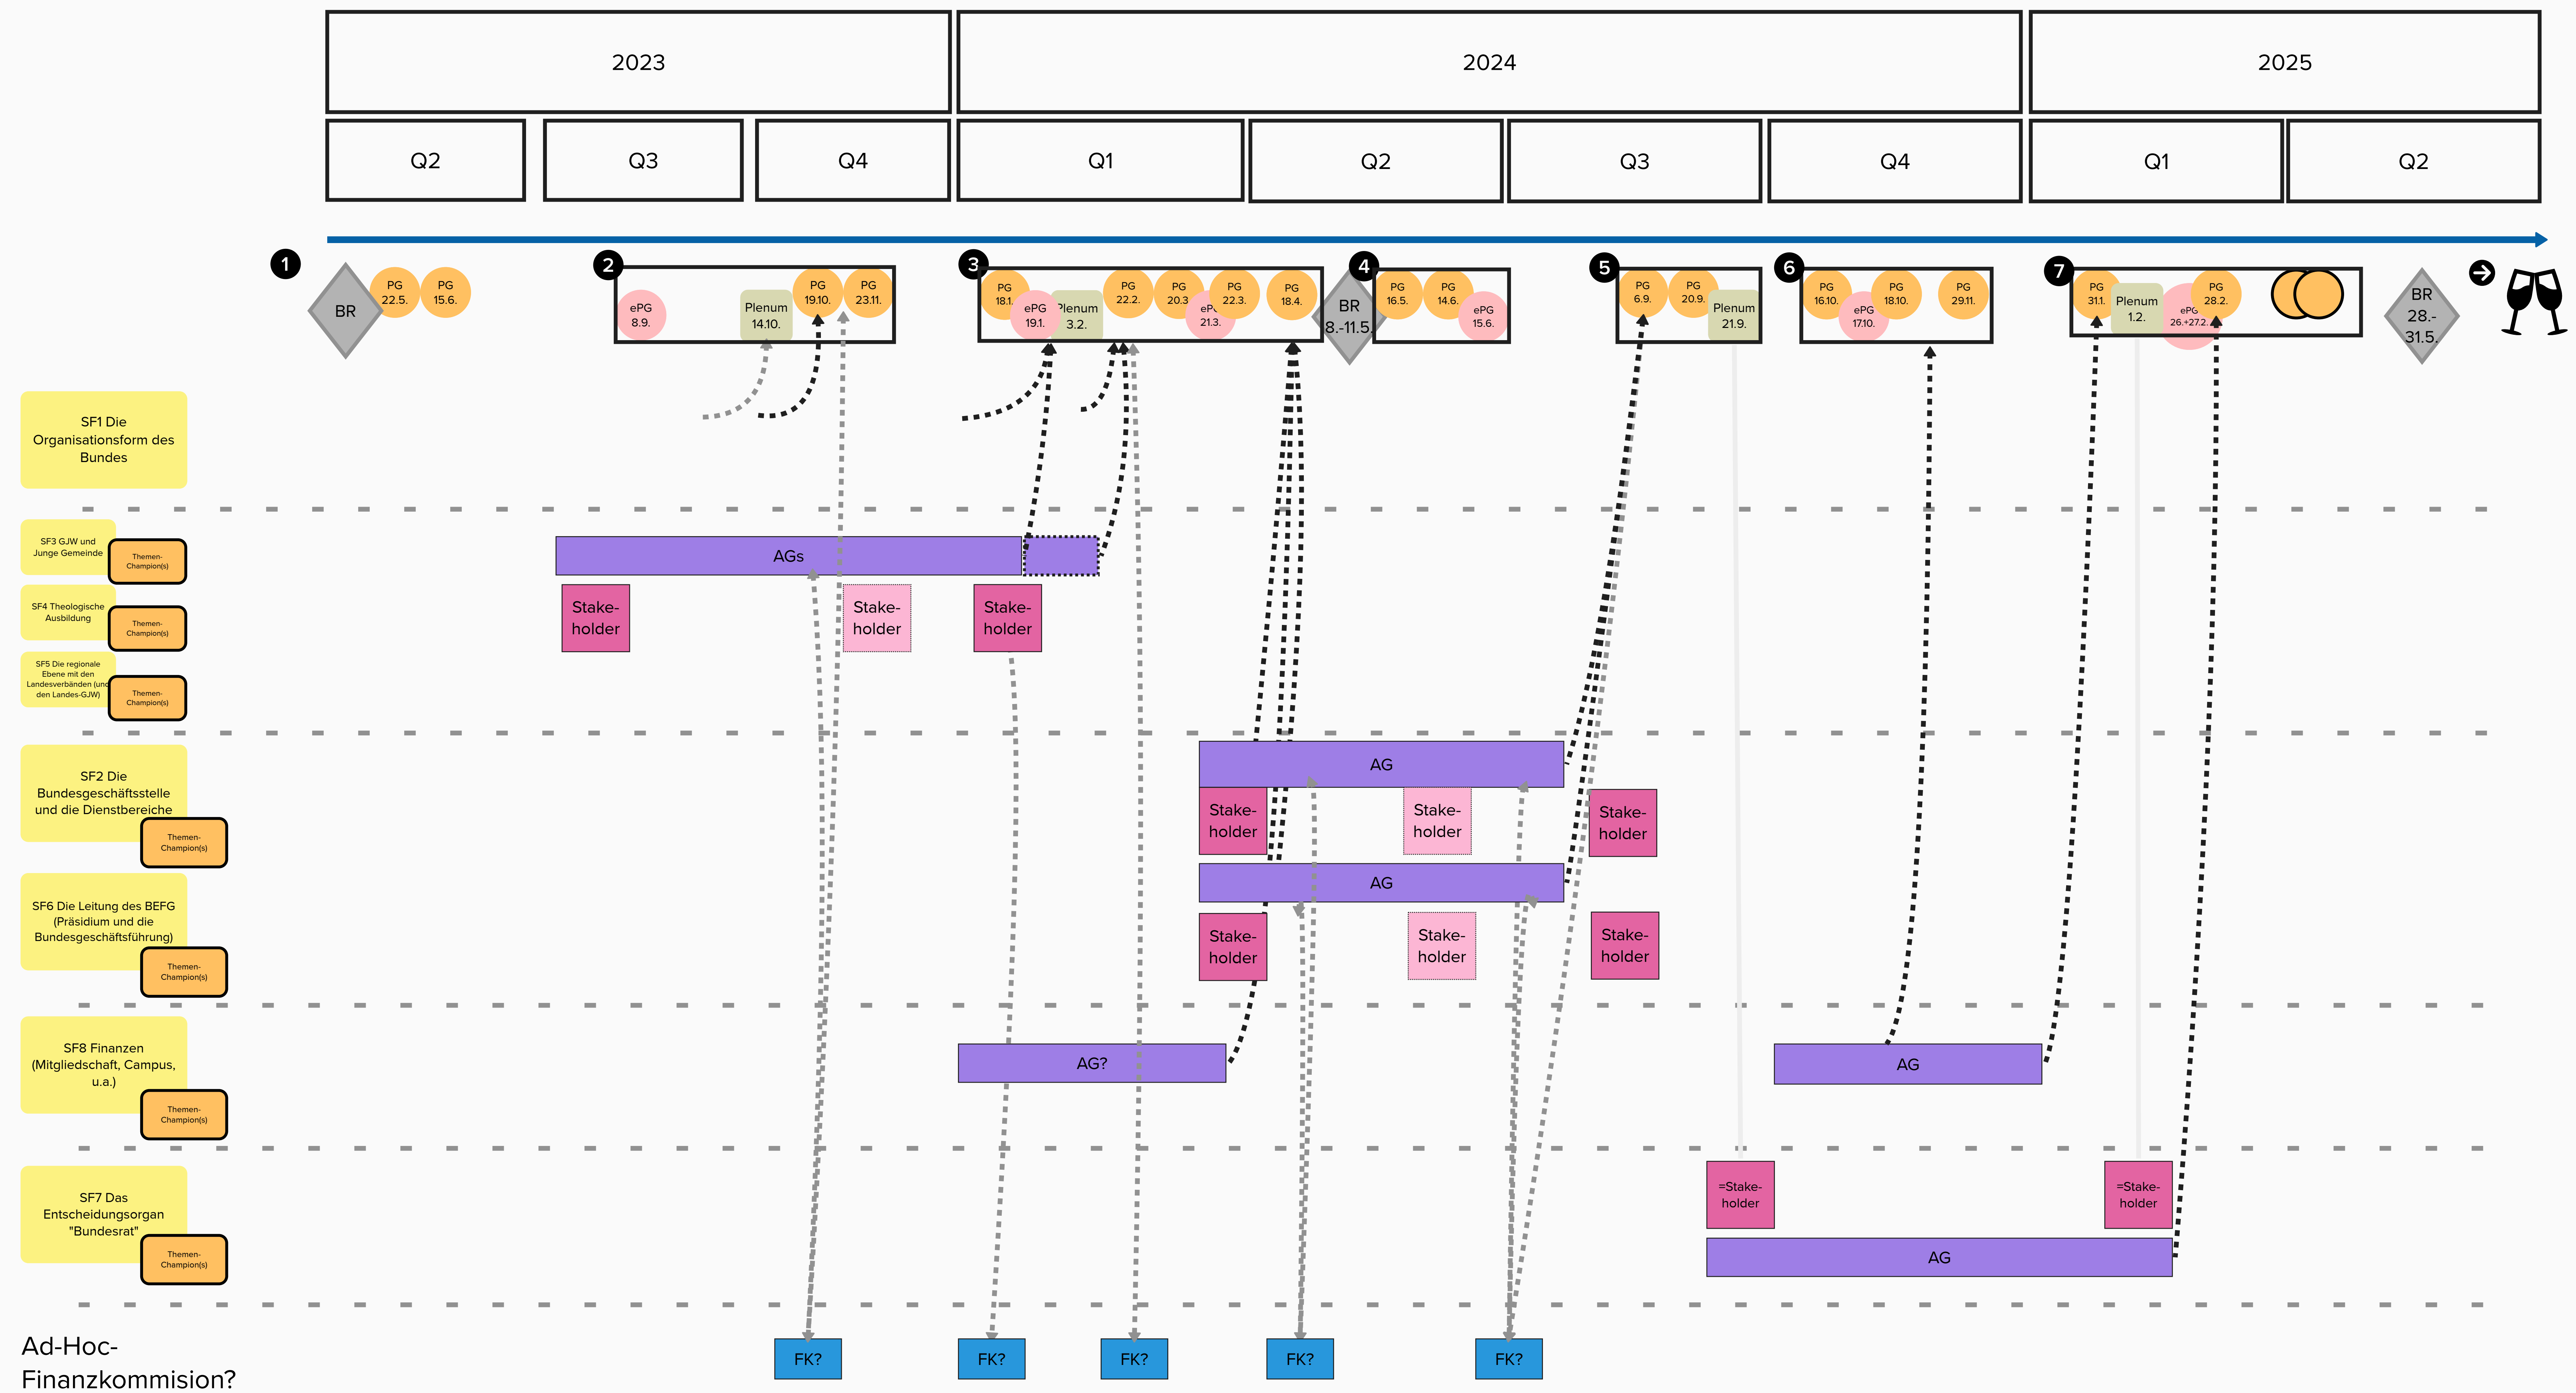 2023
2024
2025
Q2
Q3
Q4
Q1
Q2
Q3
Q4
Q1
Q2
1
BR
PG
22.5.
PG
15.6.
2
ePG
8.9.
Plenum
14.10.
PG
19.10.
PG
23.11.
3
PG
18.1.
ePG
19.1.
Plenum
3.2.
PG
22.2.
PG
20.3
ePG
21.3.
PG
22.3.
PG
18.4.
BR
8.-11.5.
4
PG
16.5.
PG
14.6.
ePG
15.6.
5
PG
6.9.
PG
20.9.
Plenum
21.9.
6
PG
16.10.
ePG
17.10.
PG
18.10.
PG
29.11.
7
PG
31.1.
Plenum
1.2.
ePG
26.+27.2.
PG
28.2.
BR
28.-
31.5.
SF1 Die
Organisationsform des
Bundes
SF3 GJW und
Junge Gemeinde
Themen-
Champion(s)
AGs
SF4 Theologische
Ausbildung
Themen-
Champion(s)
Stake-
holder
Stake-
holder
Stake-
holder
SF5 Die regionale
Ebene mit den
Landesverbänden (und
den Landes-GJW)
Themen-
Champion(s)
SF2 Die
Bundesgeschäftsstelle
und die Dienstbereiche
Themen-
Champion(s)
AG
Stake-
holder
Stake-
holder
Stake-
holder
SF6 Die Leitung des BEFG
(Präsidium und die
Bundesgeschäftsführung)
Themen-
Champion(s)
AG
Stake-
holder
Stake-
holder
Stake-
holder
SF8 Finanzen
(Mitgliedschaft, Campus,
u.a.)
Themen-
Champion(s)
AG?
AG
SF7 Das
Entscheidungsorgan
"Bundesrat"
Themen-
Champion(s)
=Stake-
holder
=Stake-
holder
AG
Ad-Hoc-
Finanzkommision?
FK?
FK?
FK?
FK?
FK?